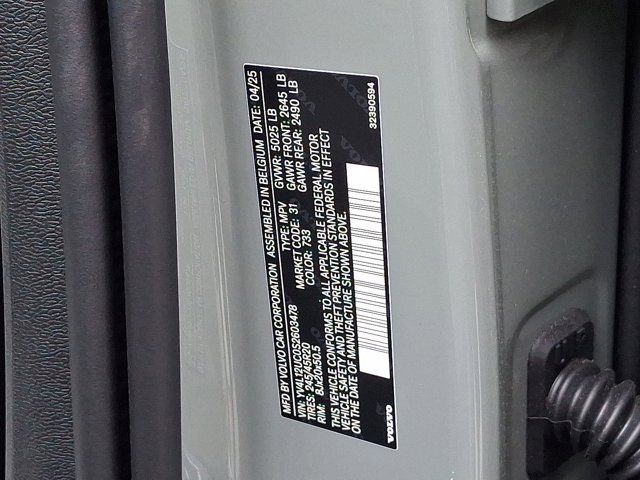 MFD BY VOLVO CAR CORPORATION ASSEMBLED IN BELGIUM DATE: 04/25
VIN: YV4L12UC0S2603478 TYPE: MPV GVWR: 5025 LB
TIRES: 245/45R20 MARKET CODE: 31 GAWR FRONT: 2645 LB
RIM: 8Jx20x50.5 COLOR: 733 GAWR REAR: 2490 LB
THIS VEHICLE CONFORMS TO ALL APPLICABLE FEDERAL MOTOR
VEHICLE SAFETY AND THEFT PREVENTION STANDARDS IN EFFECT
ON THE DATE OF MANUFACTURE SHOWN ABOVE.
VOLVO
32390594